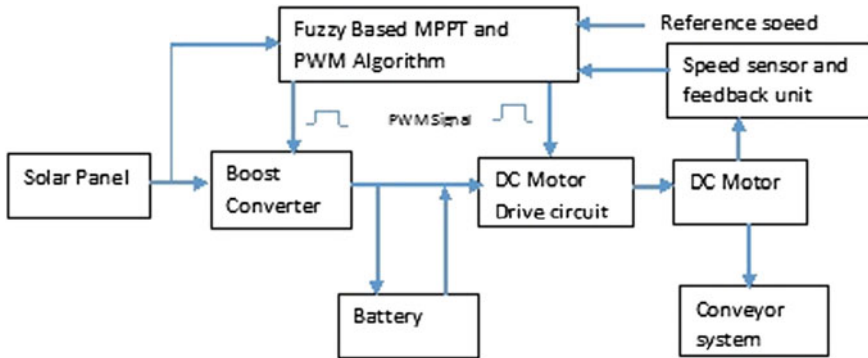 Fuzzy Based MPPT and
PWM Algorithm
Reference speed
Speed sensor and
feedback unit
PWM Signal
Solar Panel
Boost
Converter
DC Motor
Drive circuit
DC Motor
Battery
Conveyor
system